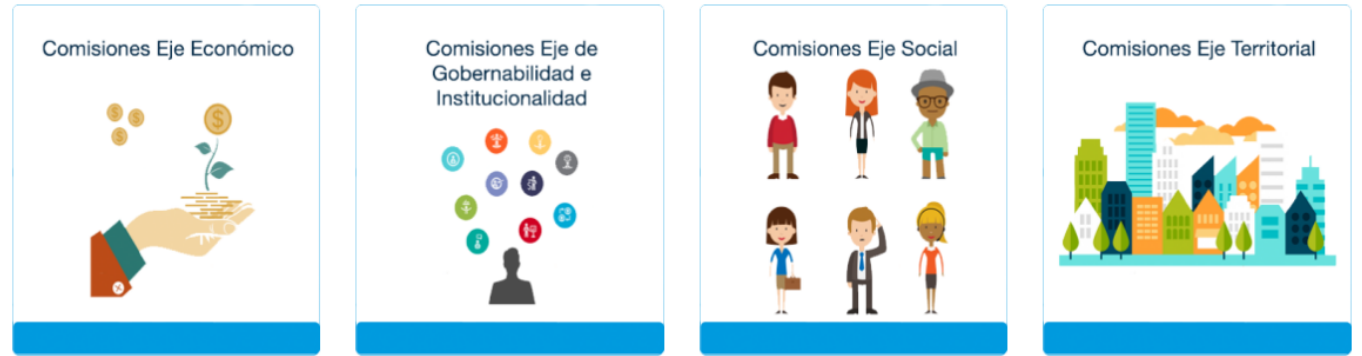 Comisiones Eje Económico
Comisiones Eje de
Gobernabilidad e
Institucionalidad
Comisiones Eje Social
Comisiones Eje Territorial